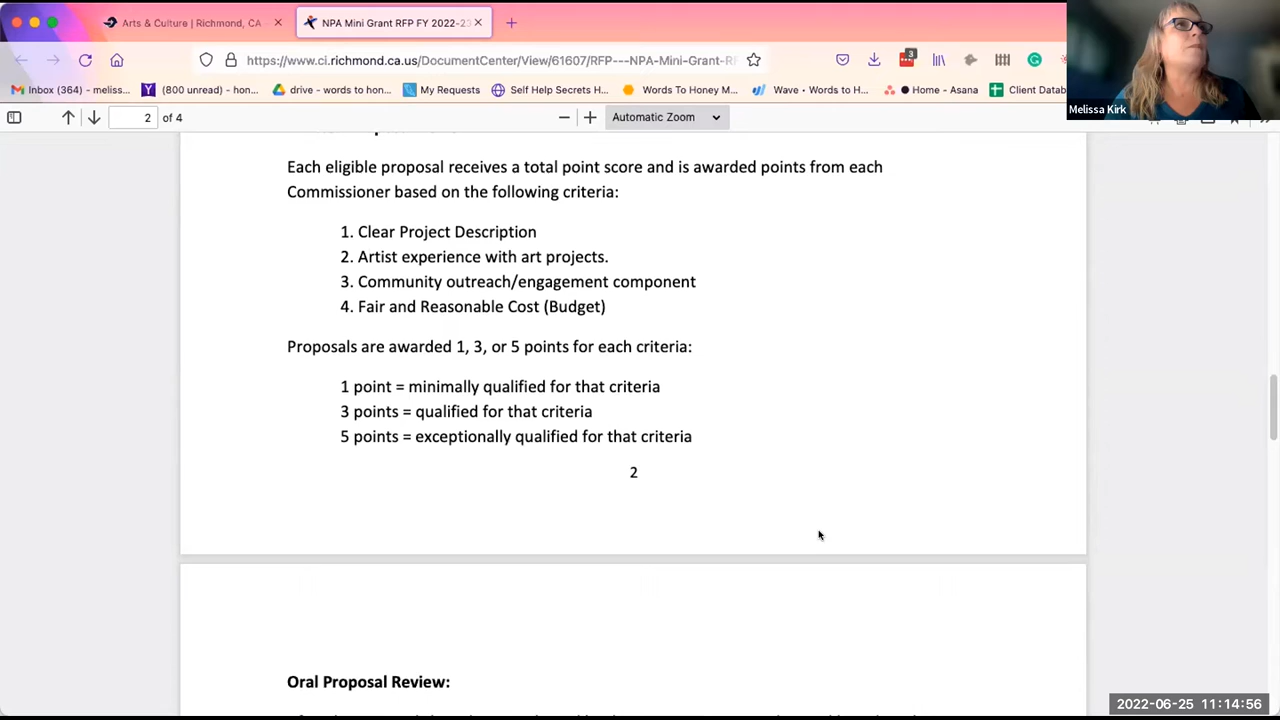 Arts & Culture | Richmond, CA
NPA Mini Grant RFP FY 2022-23
https://www.ci.richmond.ca.us/DocumentCenter/View/61607/RFP---NPA-Mini-Grant-RF
3
Inbox (364) – meliss...
(800 unread) - hon...
drive - words to hon...
My Requests
Self Help Secrets H...
Words To Honey M...
Wave • Words to H...
Home – Asana
Client Datab
Melissa Kirk
2 of 4
Automatic Zoom
Each eligible proposal receives a total point score and is awarded points from each
Commissioner based on the following criteria:
1. Clear Project Description
2. Artist experience with art projects.
3. Community outreach/engagement component
4. Fair and Reasonable Cost (Budget)
Proposals are awarded 1, 3, or 5 points for each criteria:
1 point = minimally qualified for that criteria
3 points = qualified for that criteria
5 points = exceptionally qualified for that criteria
2
Oral Proposal Review:
2022-06-25 11:14:56